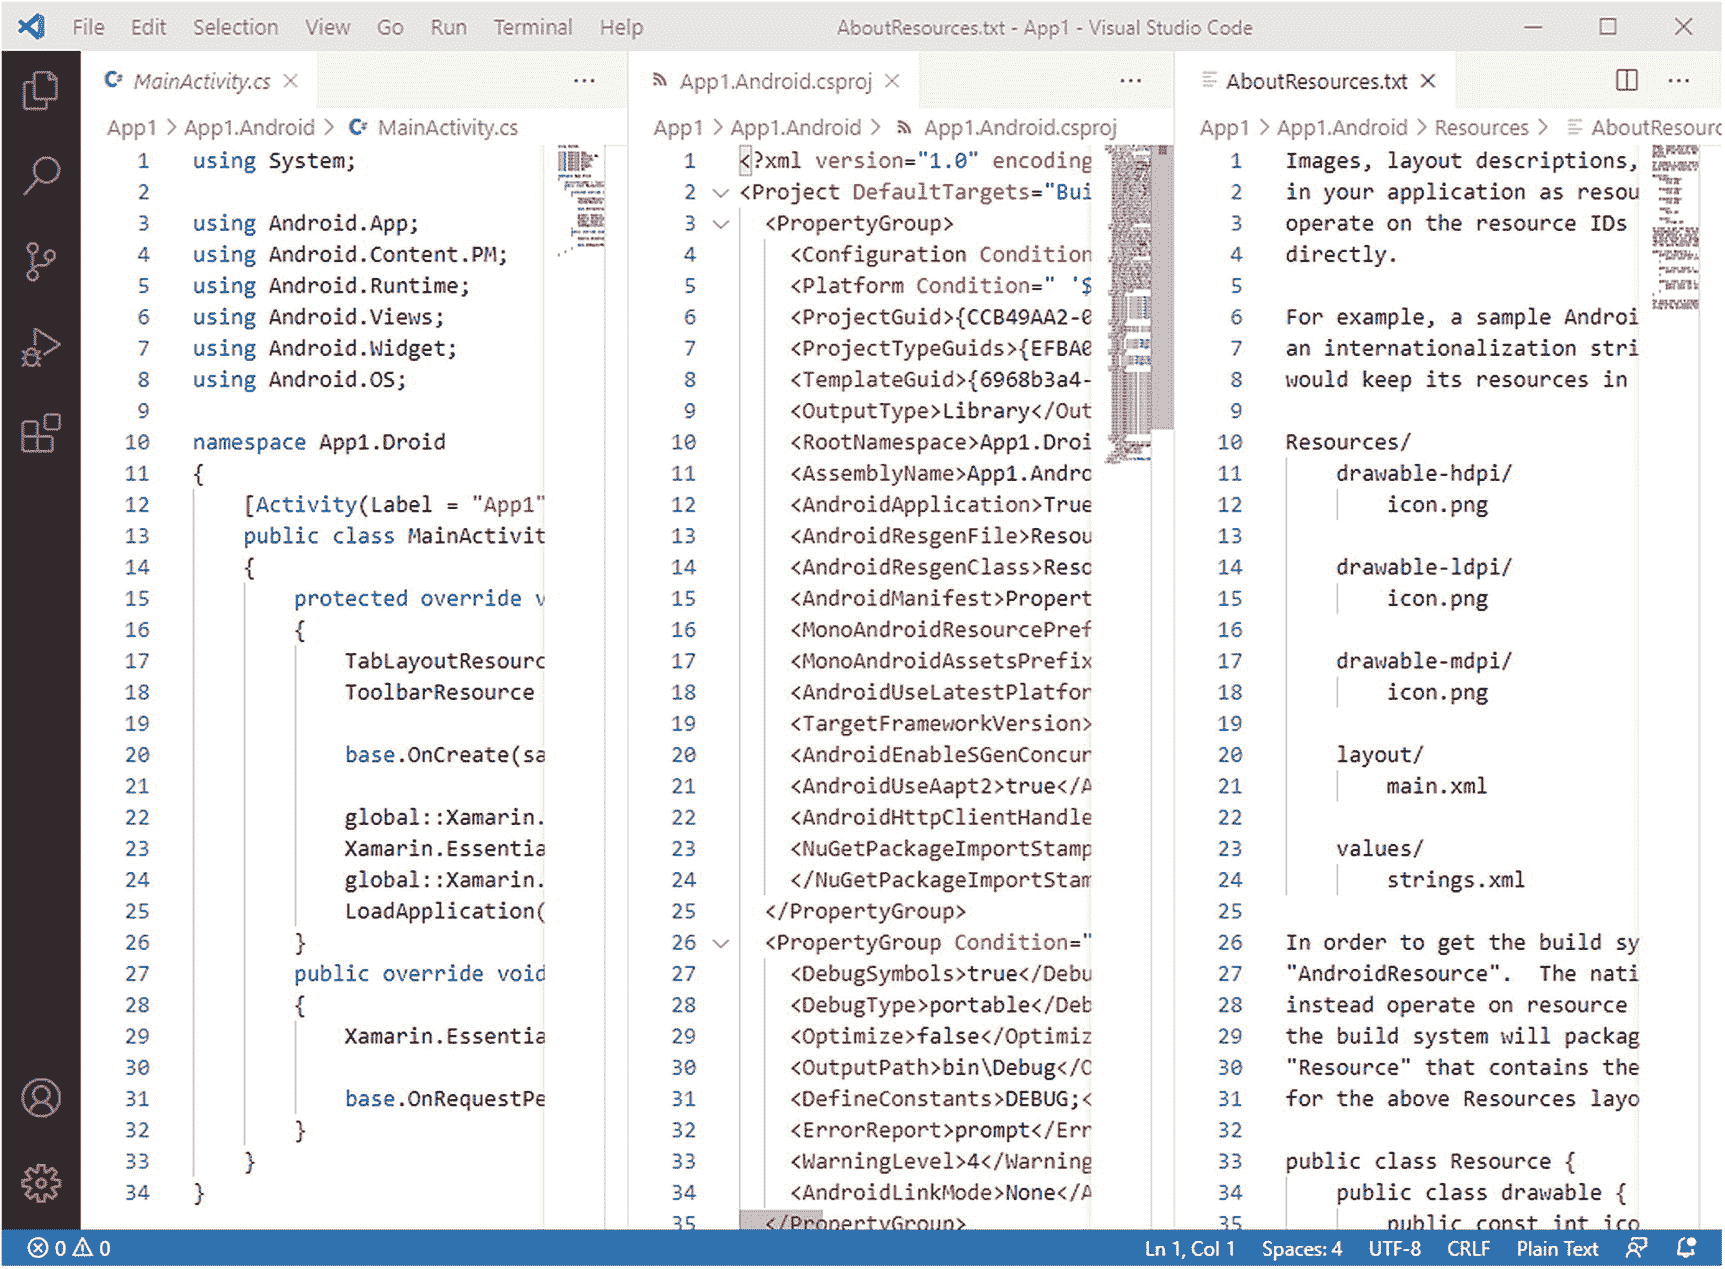 File Edit Selection View Go Run Terminal Help
AboutResources.txt - App1 - Visual Studio Code
MainActivity.cs
App1 > App1.Android > MainActivity.cs
1 using System;
2
3 using Android.App;
4 using Android.Content.PM;
5 using Android.Runtime;
6 using Android.Views;
7 using Android.Widget;
8 using Android.OS;
9
10 namespace App1.Droid
11 {
12 [Activity(Label = "App1"
13 public class MainActivit
14 {
15 protected override v
16 {
17 TabLayoutResourc
18 ToolbarResource
19
20 base.OnCreate(sa
21
22 global::Xamarin.
23 Xamarin.Essentia
24 global::Xamarin.
25 LoadApplication(
26 }
27 public override void
28 {
29 Xamarin.Essentia
30
31 base.OnRequestPe
32 }
33 }
34 }
App1.Android.csproj
App1 > App1.Android > App1.Android.csproj
1 <?xml version="1.0" encoding
2 <Project DefaultTargets="Bui
3 <PropertyGroup>
4 <Configuration Condition
5 <Platform Condition=" '$
6 <ProjectGuid>{CCB49AA2-0
7 <ProjectTypeGuids>{EFBA0
8 <TemplateGuid>{6968b3a4-
9 <OutputType>Library</Out
10 <RootNamespace>App1.Droi
11 <AssemblyName>App1.Andro
12 <AndroidApplication>True
13 <AndroidResgenFile>Resou
14 <AndroidResgenClass>Reso
15 <AndroidManifest>Propert
16 <MonoAndroidResourcePref
17 <MonoAndroidAssetsPrefix
18 <AndroidUseLatestPlatfor
19 <TargetFrameworkVersion>
20 <AndroidEnableSGenConcur
21 <AndroidUseAapt2>true</A
22 <AndroidHttpClientHandle
23 <NuGetPackageImportStamp
24 </NuGetPackageImportStam
25 </PropertyGroup>
26 <PropertyGroup Condition="
27 <DebugSymbols>true</Debu
28 <DebugType>portable</Deb
29 <Optimize>false</Optimiz
30 <OutputPath>bin\Debug</O
31 <DefineConstants>DEBUG;<
32 <ErrorReport>prompt</Err
33 <WarningLevel>4</Warning
34 <AndroidLinkMode>None</A
35 </PropertyGroup>
AboutResources.txt
App1 > App1.Android > Resources > AboutResourc
1 Images, layout descriptions,
2 in your application as resou
3 operate on the resource IDs
4 directly.
5
6 For example, a sample Androi
7 an internationalization stri
8 would keep its resources in
9
10 Resources/
11 drawable-hdpi/
12 icon.png
13
14 drawable-ldpi/
15 icon.png
16
17 drawable-mdpi/
18 icon.png
19
20 layout/
21 main.xml
22
23 values/
24 strings.xml
25
26 In order to get the build sy
27 "AndroidResource".  The nati
28 instead operate on resource
29 the build system will packag
30 "Resource" that contains the
31 for the above Resources layo
32
33 public class Resource {
34 public class drawable {
35 public const int ico
0 0
Ln 1, Col 1 Spaces: 4 UTF-8 CRLF Plain Text